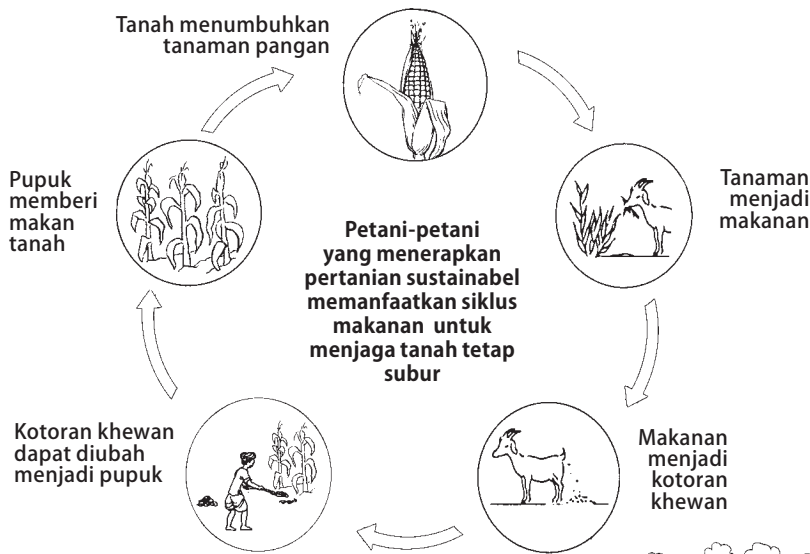 Tanah menumbuhkan
tanaman pangan
Tanaman
menjadi
makanan
Makanan
menjadi
kotoran
khewan
Kotoran khewan
dapat diubah
menjadi pupuk
Pupuk
memberi
makan
tanah
Petani-petani
yang menerapkan
pertanian sustainabel
memanfaatkan siklus
makanan untuk
menjaga tanah tetap
subur